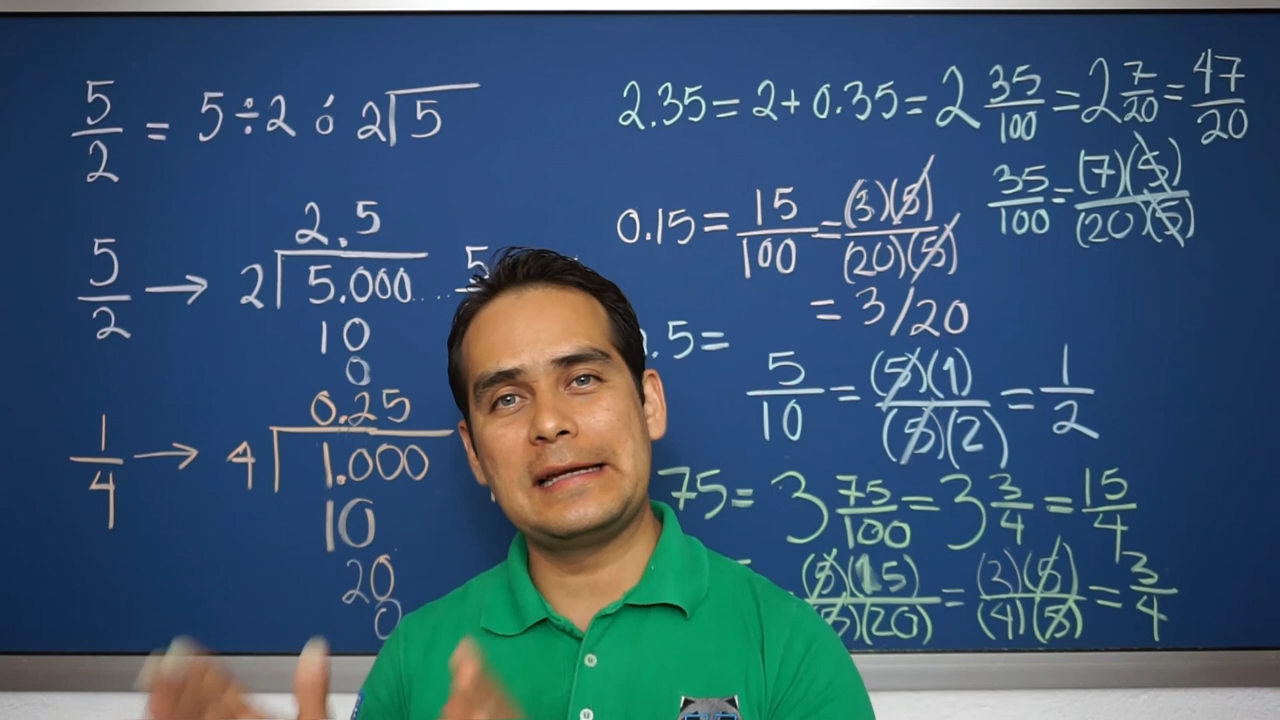 5/2 = 5÷2 ó 2⟌5
5/2 → 2⟌5.000... 5
2.5
10
0
1/4 → 4⟌1.000
0.25
10
20
0
2.35 = 2 + 0.35 = 2 35/100 = 2 7/20 = 47/20
35/100 = (7)(5)/(20)(5)
0.15 = 15/100 = (3)(5)/(20)(5)
= 3/20
.5 = 5/10 = (5)(1)/(5)(2) = 1/2
75 = 3 75/100 = 3 3/4 = 15/4
= (5)(15)/(5)(20) = (3)(5)/(4)(5) = 3/4